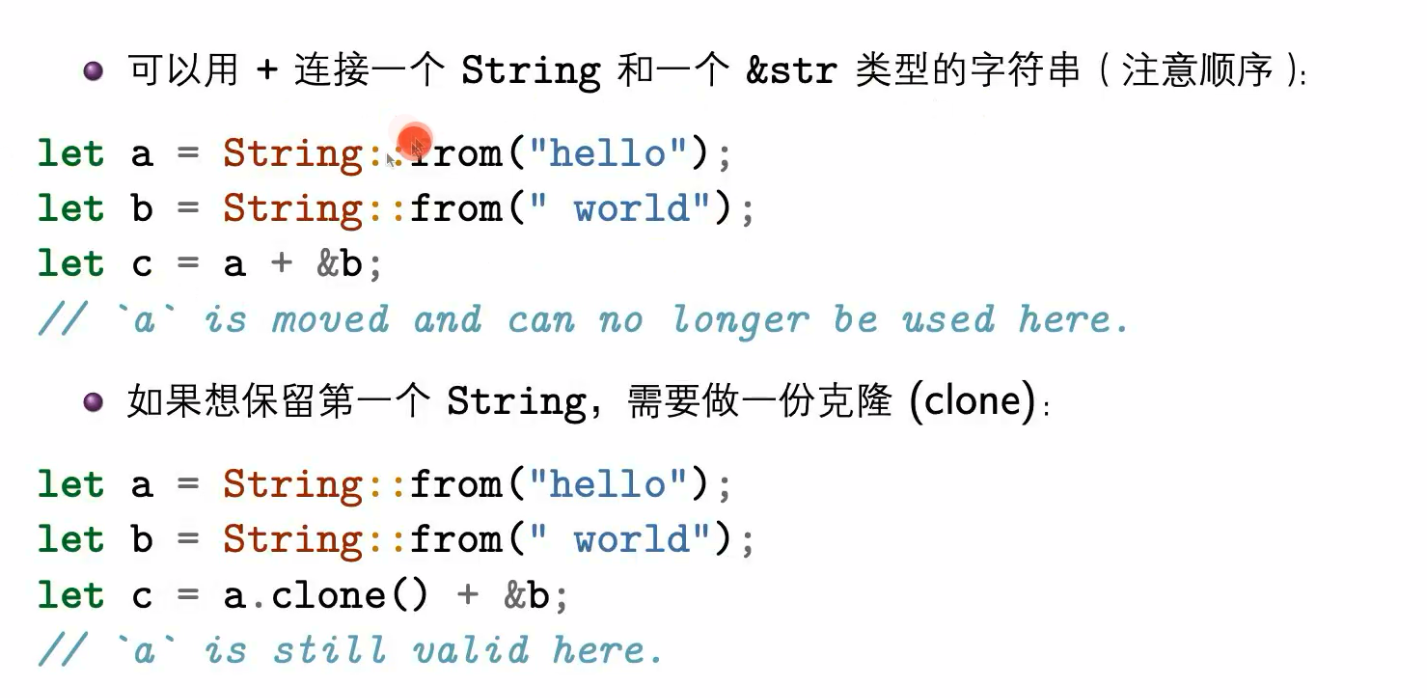 可以用 + 连接一个 String 和一个 &str 类型的字符串（注意顺序）:
let a = String::from("hello");
let b = String::from(" world");
let c = a + &b;
// `a` is moved and can no longer be used here.
如果想保留第一个 String，需要做一份克隆 (clone)：
let a = String::from("hello");
let b = String::from(" world");
let c = a.clone() + &b;
// `a` is still valid here.